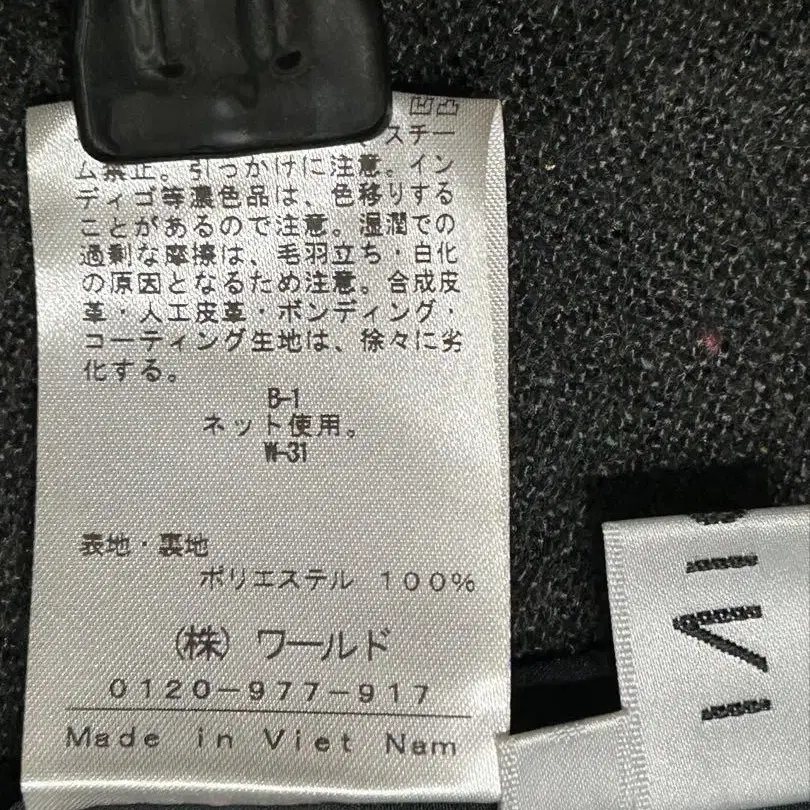 、スチー
ム禁止。引っかけに注意。イン
ディゴ等濃色品は、色移りする
ことがあるので注意。湿潤での
過剰な摩擦は、毛羽立ち・白化
の原因となるため注意。合成皮
革・人工皮革・ボンディング・
コーティング生地は、徐々に劣
化する。
B-1
ネット使用。
W-31
表地・裏地
ポリエステル 100%
(株) ワールド
0120-977-917
Made in Viet Nam